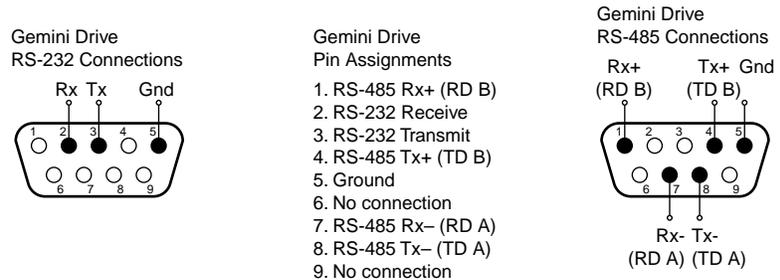 Gemini Drive
RS-232 Connections
Rx Tx Gnd
1 2 3 4 5
6 7 8 9
Gemini Drive
Pin Assignments
1. RS-485 Rx+ (RD B)
2. RS-232 Receive
3. RS-232 Transmit
4. RS-485 Tx+ (TD B)
5. Ground
6. No connection
7. RS-485 Rx– (RD A)
8. RS-485 Tx– (TD A)
9. No connection
Gemini Drive
RS-485 Connections
Rx+ Tx+ Gnd
(RD B) (TD B)
1 2 3 4 5
6 7 8 9
Rx- Tx-
(RD A) (TD A)